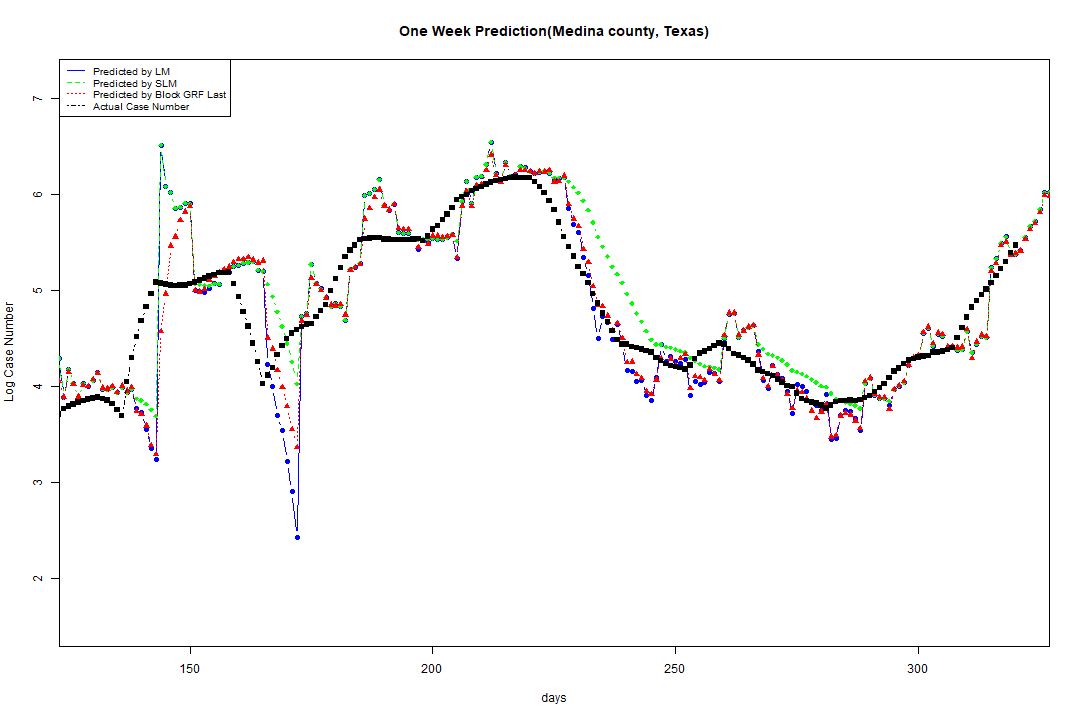 One Week Prediction(Medina county, Texas)
Predicted by LM
Predicted by SLM
Predicted by Block GRF Last
Actual Case Number
Log Case Number
7
6
5
4
3
2
150 200 250 300
days